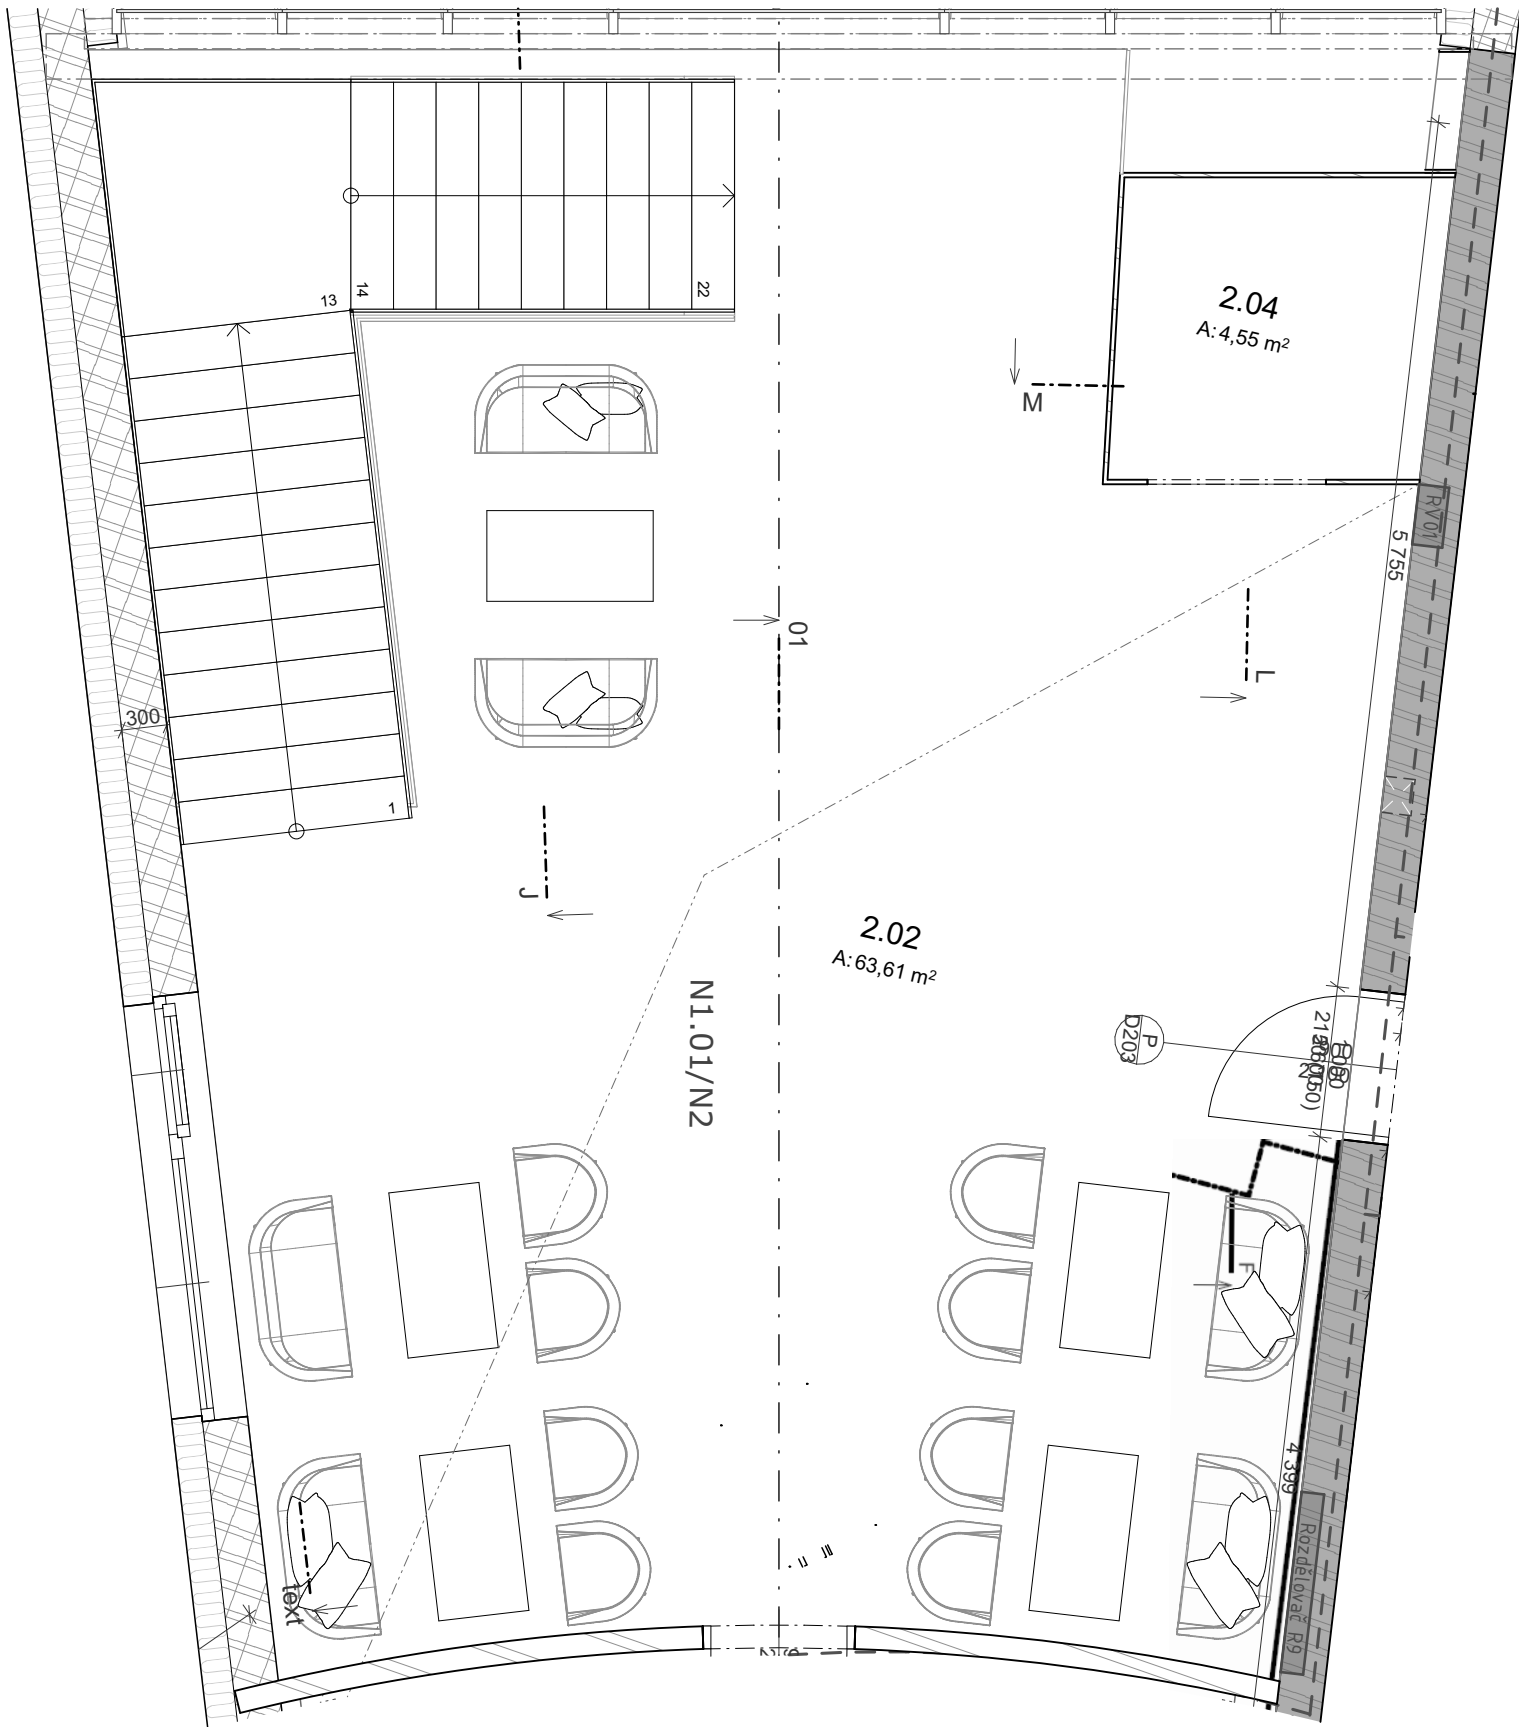 13
14
22
2.04
A: 4,55 m²
M
RV01
5 755
01
L
300
1
J
2.02
A: 63,61 m²
N1.01/N2
P
D203
F
4 399
Rozdělovač R9
text